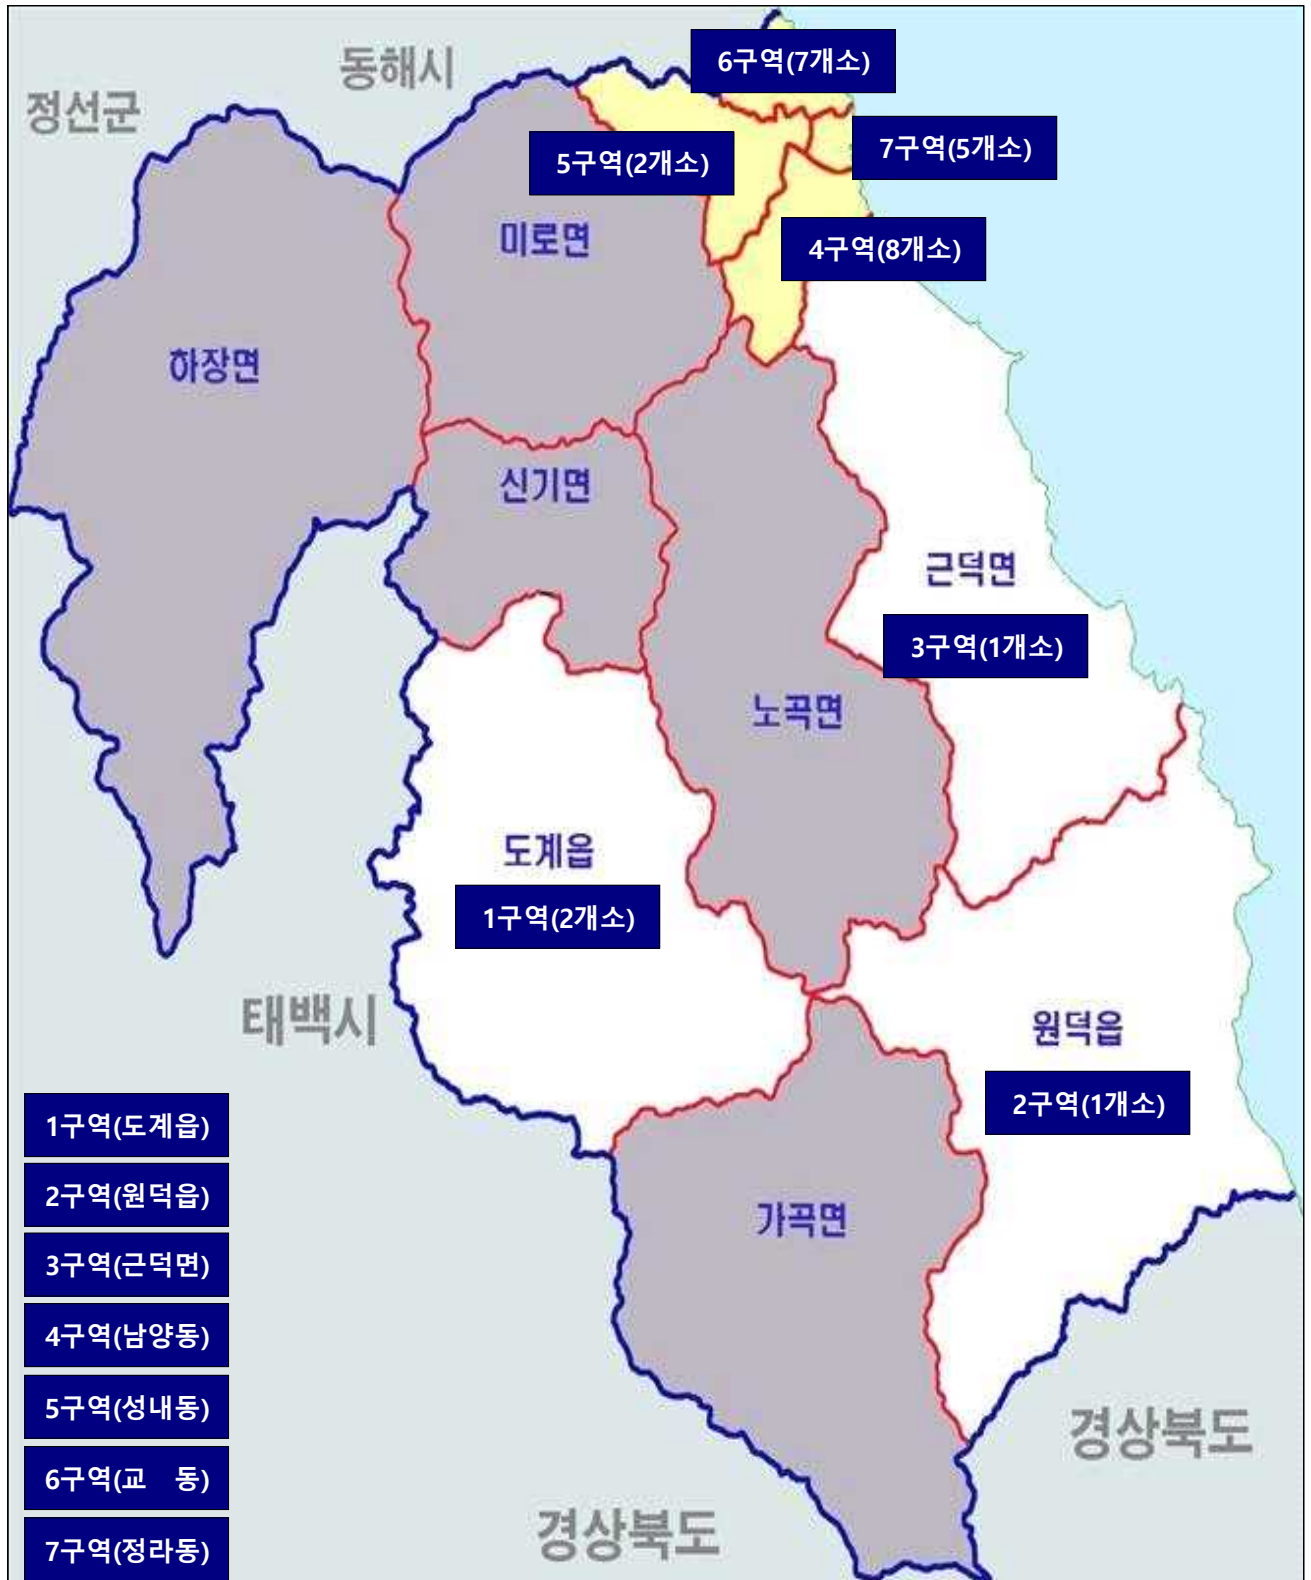 동해시
6구역(7개소)
정선군
7구역(5개소)
5구역(2개소)
미로면
4구역(8개소)
하장면
신기면
근덕면
3구역(1개소)
노곡면
도계읍
1구역(2개소)
태백시
원덕읍
2구역(1개소)
1구역(도계읍)
2구역(원덕읍)
가곡면
3구역(근덕면)
4구역(남양동)
5구역(성내동)
경상북도
6구역(교 동)
경상북도
7구역(정라동)